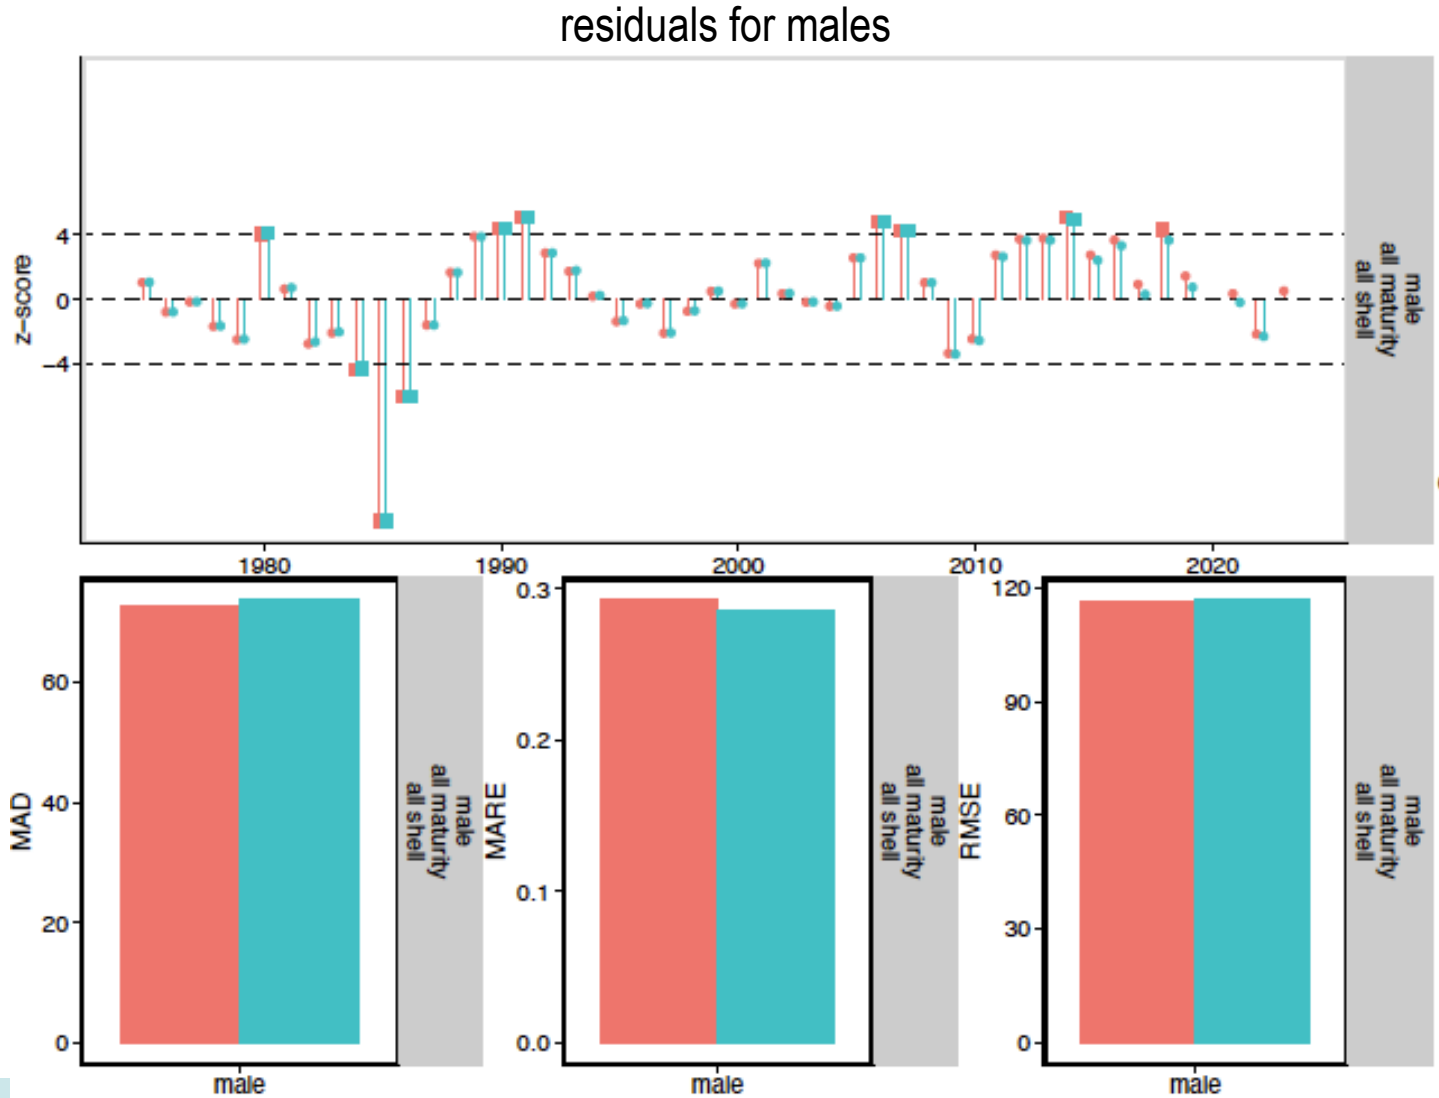 residuals for males
z-score
4
0
-4
male
all maturity
all shell
1980 1990 2000 2010 2020
MAD
60
40
20
0
male
all maturity
all shell
male
MARE
0.3
0.2
0.1
0.0
male
all maturity
all shell
male
RMSE
120
90
60
30
0
male
all maturity
all shell
male